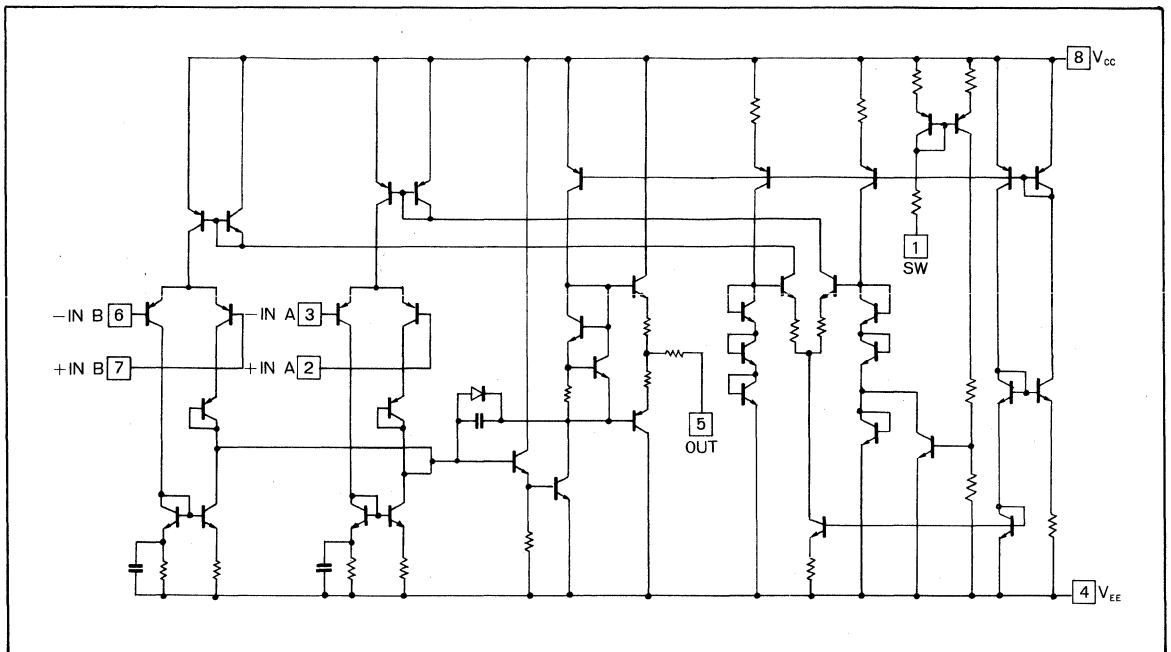 8 Vcc
1
SW
−IN B 6
−IN A 3
+IN B 7
+IN A 2
5
OUT
4 VEE